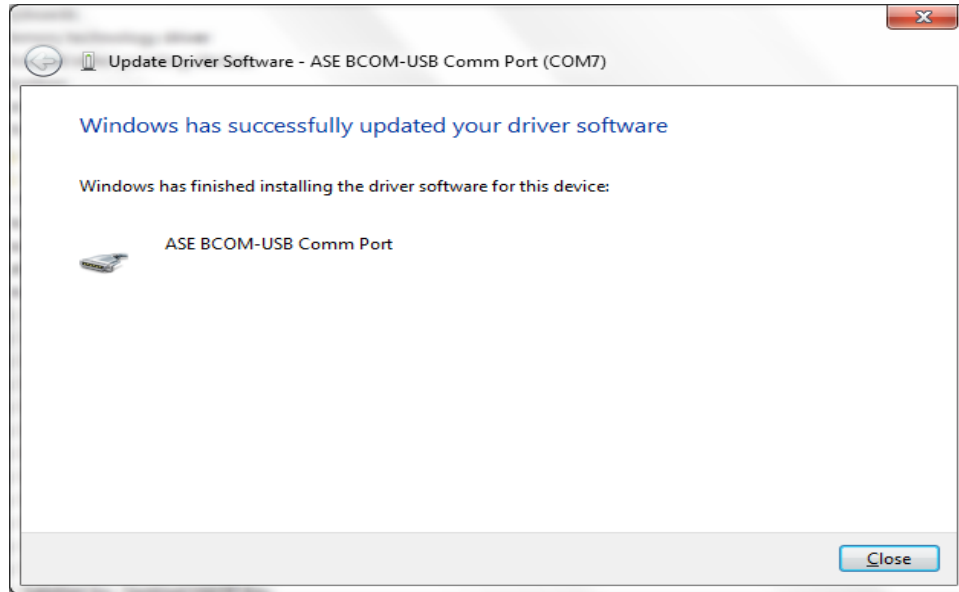 Update Driver Software - ASE BCOM-USB Comm Port (COM7)
Windows has successfully updated your driver software
Windows has finished installing the driver software for this device:
ASE BCOM-USB Comm Port
Close